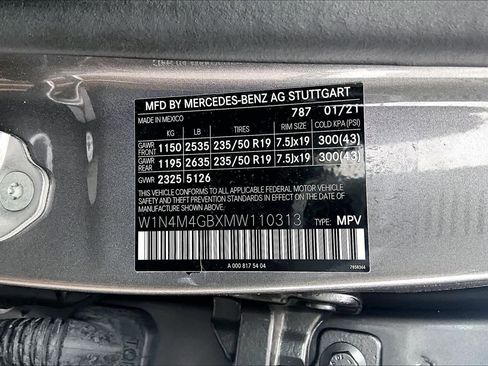 MFD BY MERCEDES-BENZ AG STUTTGART
MADE IN MEXICO 787 01/21
KG LB TIRES RIM SIZE COLD KPA (PSI)
GAWR FRONT 1150 2535 235/50 R19 7.5Jx19 300(43)
GAWR REAR 1195 2635 235/50 R19 7.5Jx19 300(43)
GVWR 2325 5126
THIS VEHICLE CONFORMS TO ALL APPLICABLE FEDERAL MOTOR
VEHICLE SAFETY STANDARDS IN EFFECT ON THE DATE OF
MANUFACTURE SHOWN ABOVE.
W1N4M4GBXMW110313 TYPE: MPV
A 000 817 54 04